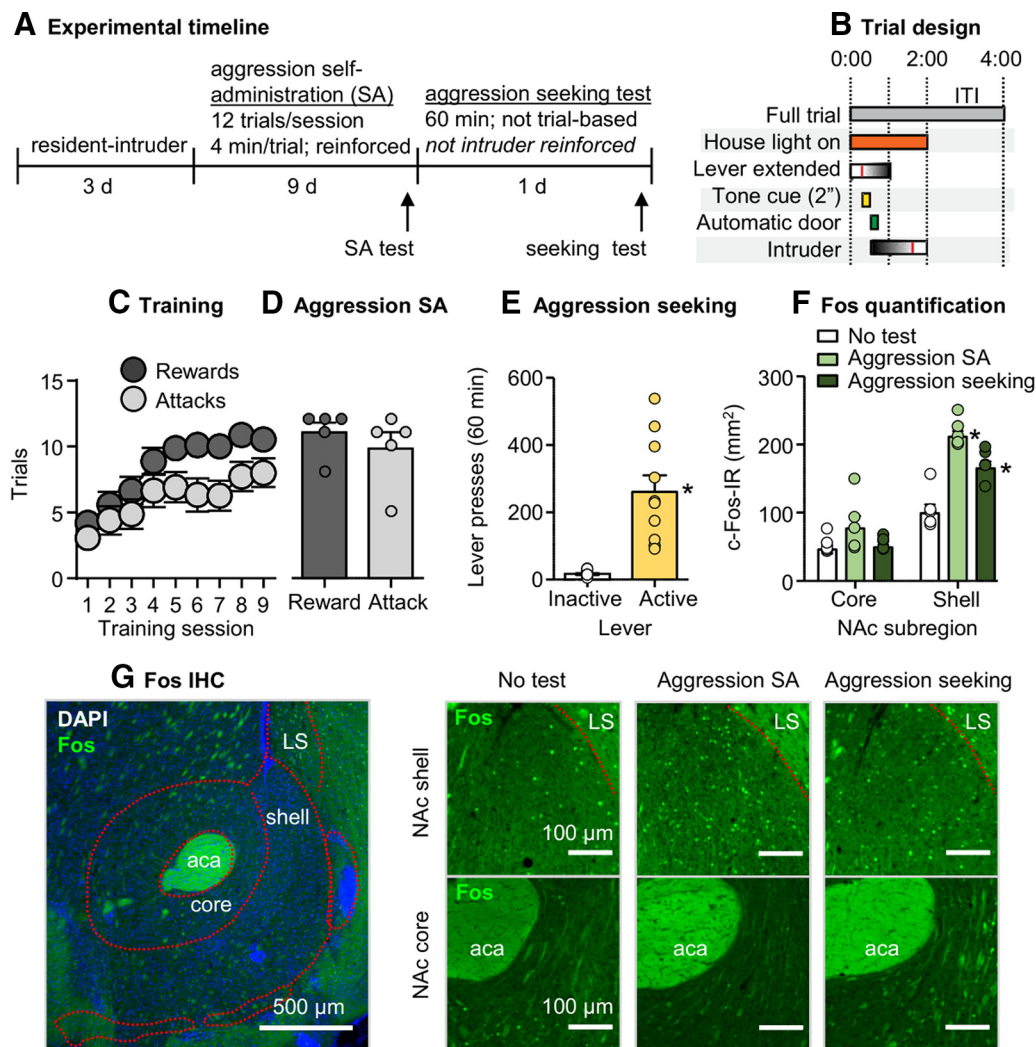 A Experimental timeline
aggression self-
administration (SA)
12 trials/session
4 min/trial; reinforced
aggression seeking test
60 min; not trial-based
not intruder reinforced
resident-intruder
3 d
9 d
1 d
SA test
seeking test
B Trial design
0:00 2:00 4:00
ITI
Full trial
House light on
Lever extended
Tone cue (2”)
Automatic door
Intruder
C Training
Rewards
Attacks
15
10
5
0
Trials
1 2 3 4 5 6 7 8 9
Training session
D Aggression SA
Reward Attack
E Aggression seeking
Lever presses (60 min)
600
400
200
0
*
Inactive Active
Lever
F Fos quantification
No test
Aggression SA
Aggression seeking
c-Fos-IR (mm²)
300
200
100
0
*
*
Core Shell
NAc subregion
G Fos IHC
DAPI
Fos
LS
shell
aca
core
500 µm
No test Aggression SA Aggression seeking
NAc shell
Fos
LS
LS
100 µm
NAc core
Fos
aca
aca
aca
100 µm